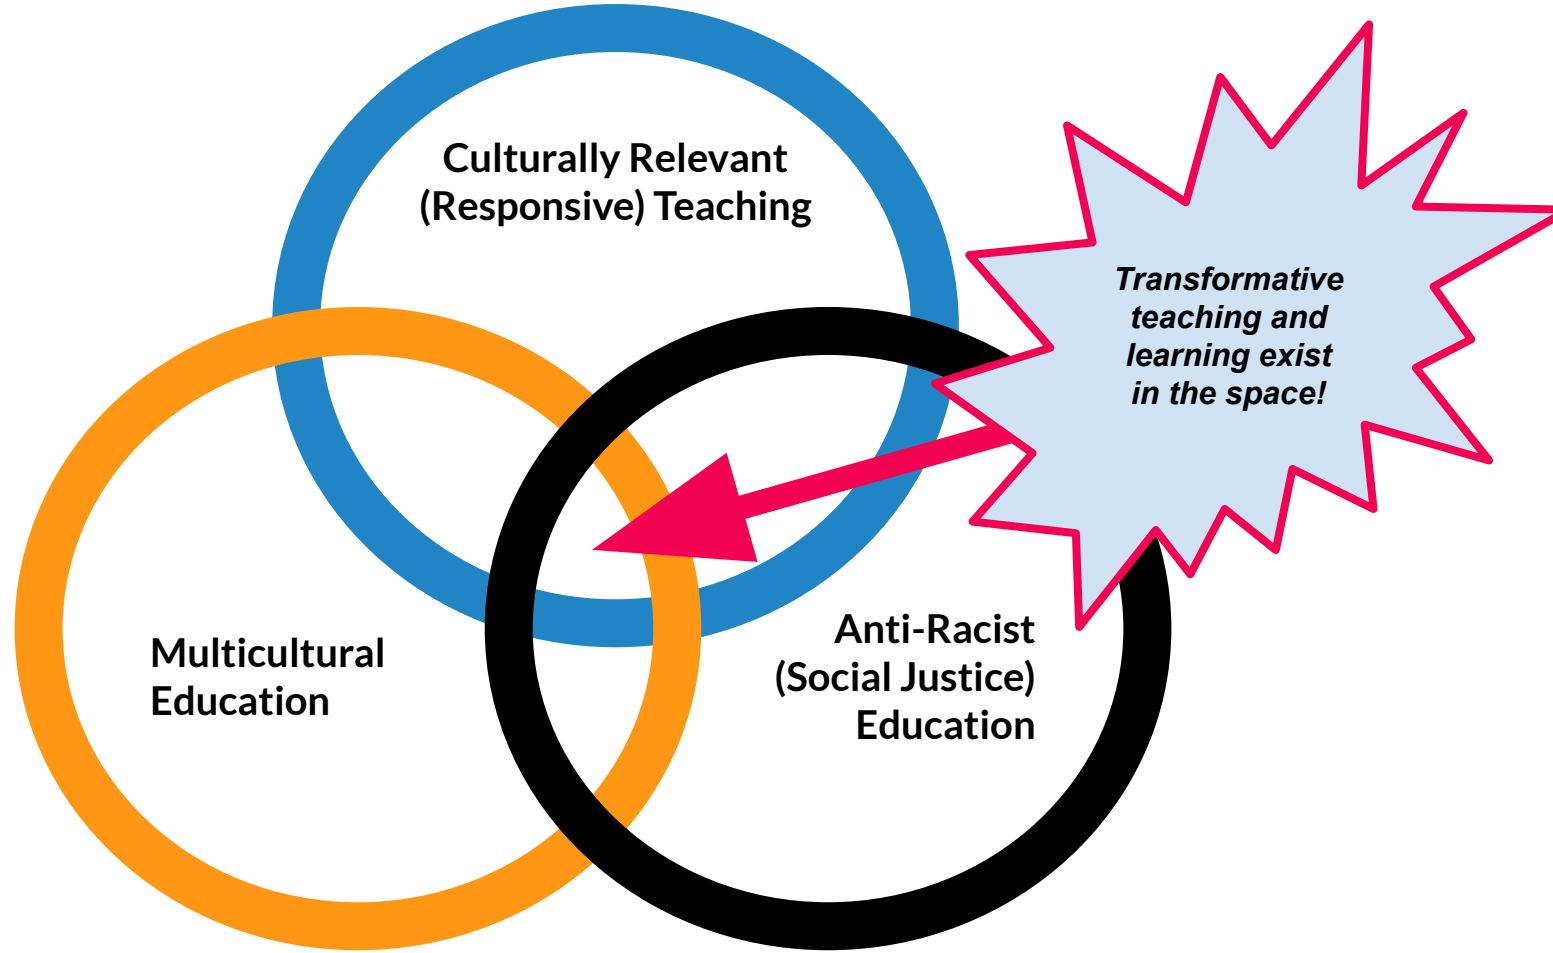 Culturally Relevant
(Responsive) Teaching
Transformative
teaching and
learning exist
in the space!
Multicultural
Education
Anti-Racist
(Social Justice)
Education